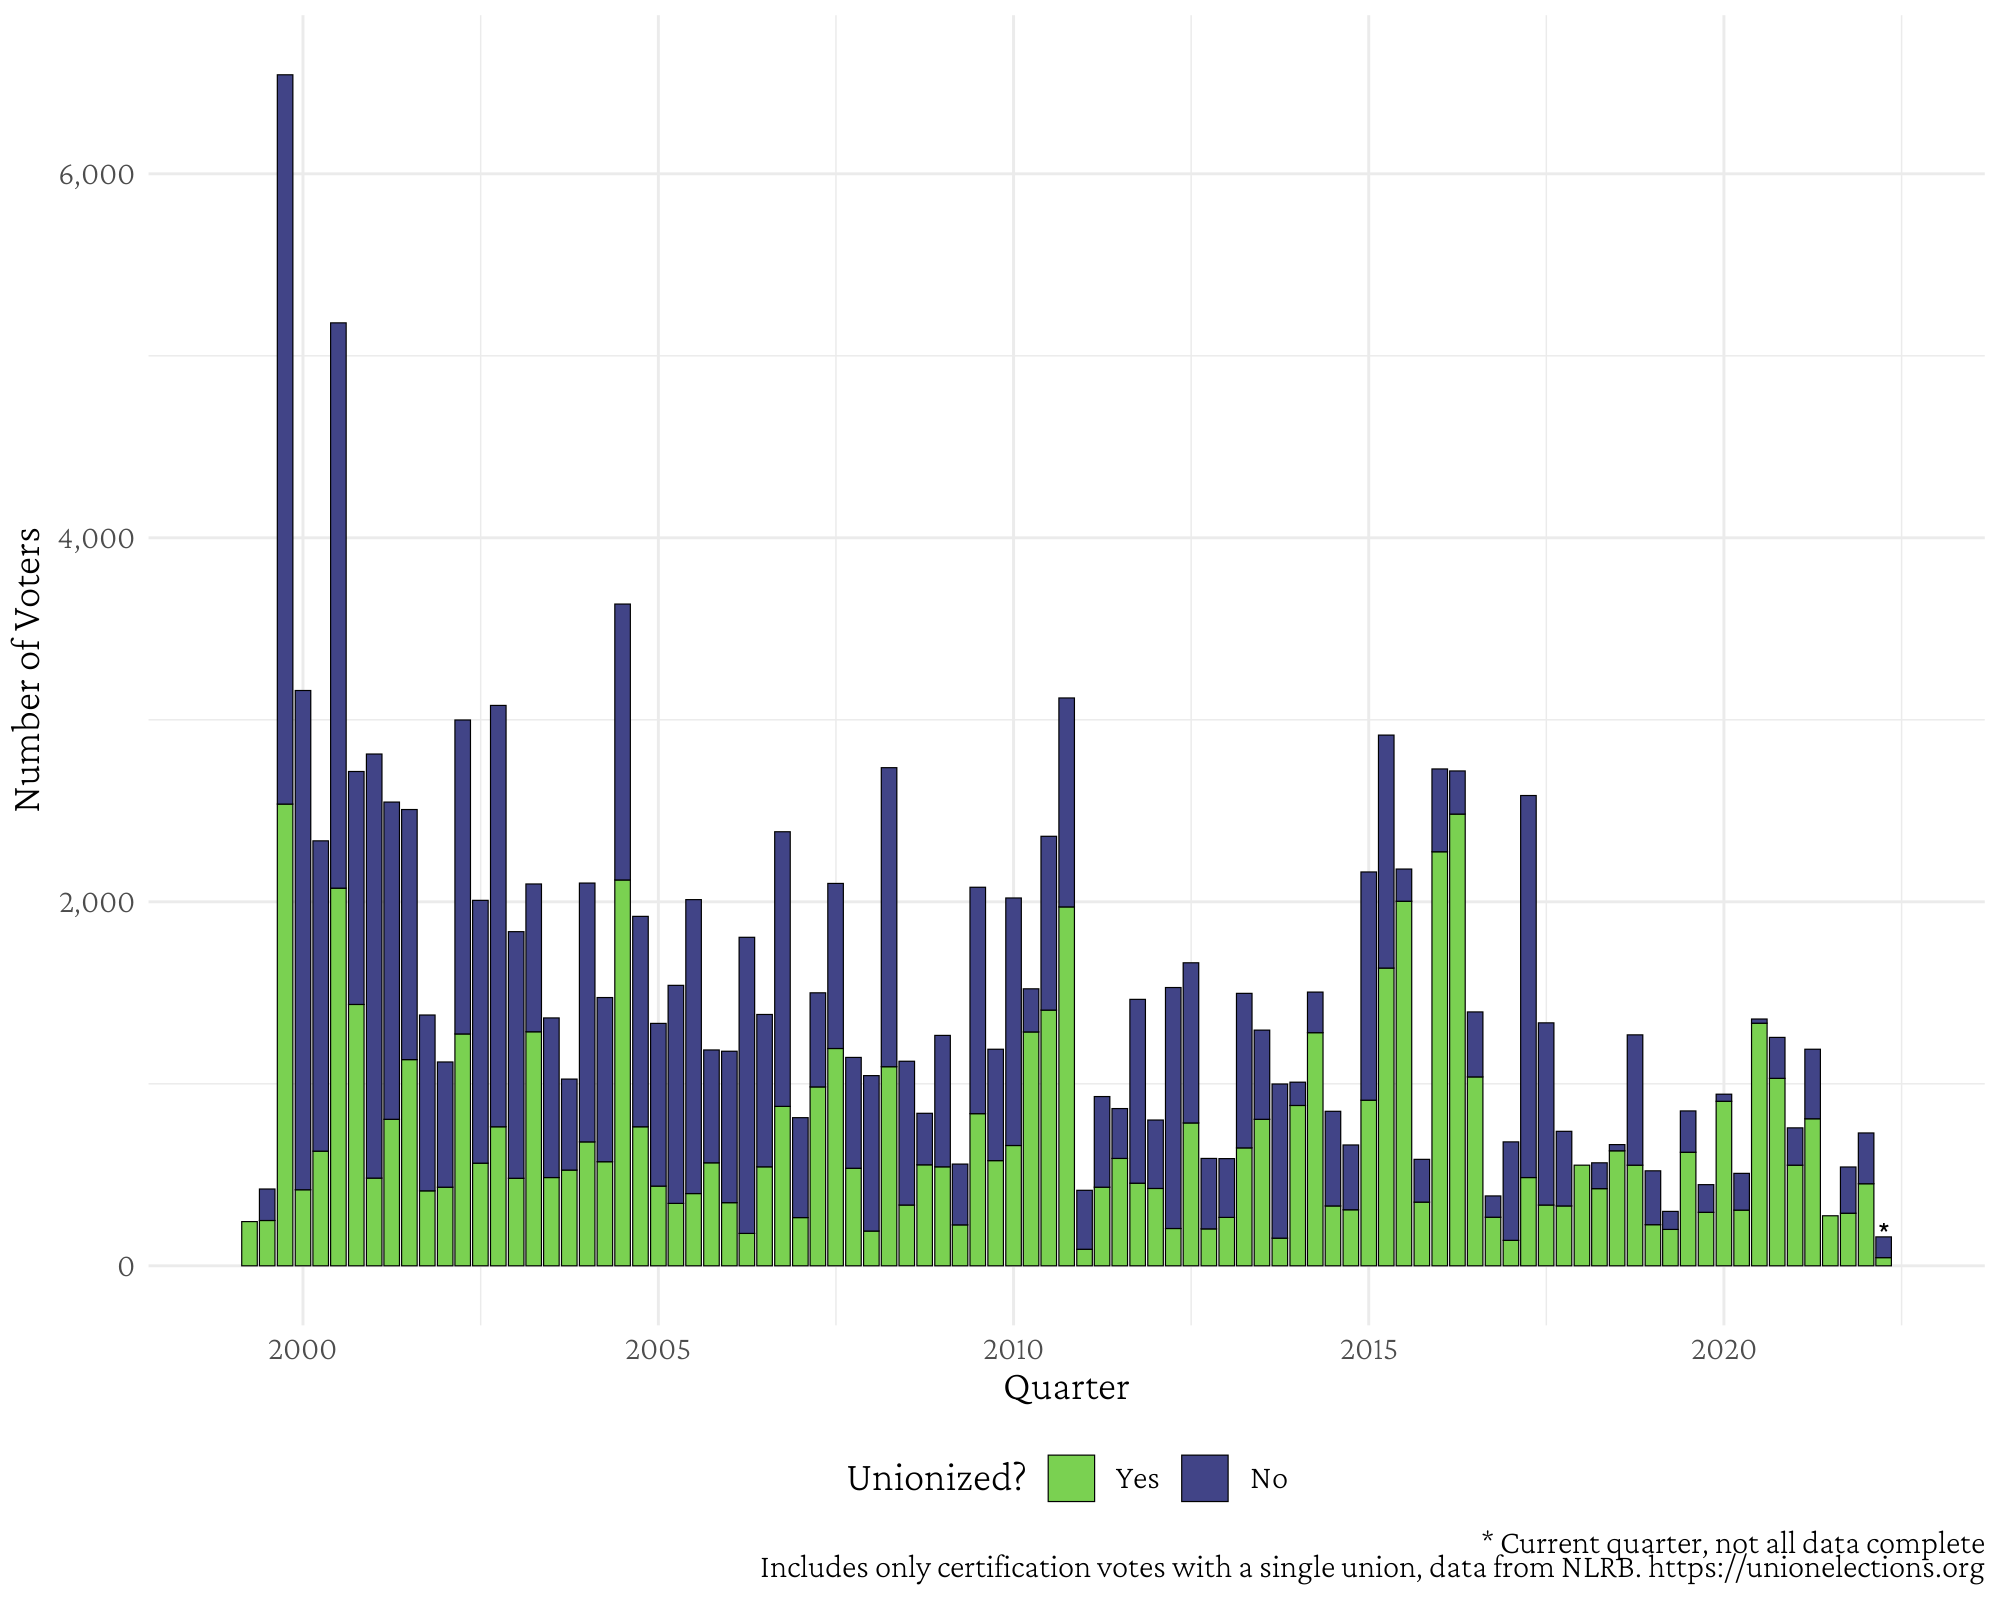 6,000
4,000
2,000
0
Number of Voters
2000 2005 2010 2015 2020
Quarter
*
Unionized? Yes No
* Current quarter, not all data complete
Includes only certification votes with a single union, data from NLRB. https://unionelections.org